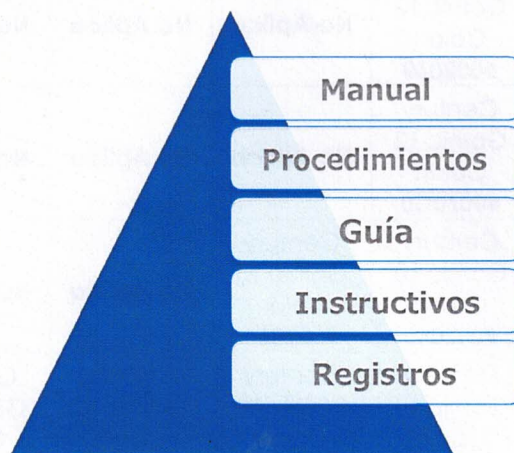 Manual
Procedimientos
Guía
Instructivos
Registros